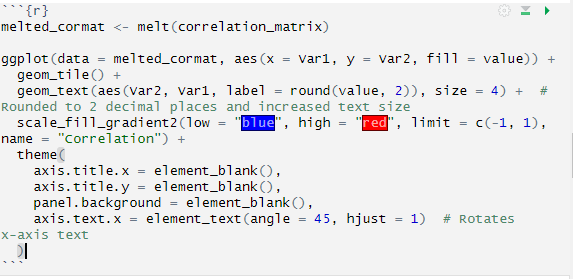 ```{r}
melted_cormat <- melt(correlation_matrix)
ggplot(data = melted_cormat, aes(x = Var1, y = Var2, fill = value)) +
  geom_tile() +
  geom_text(aes(Var2, Var1, label = round(value, 2)), size = 4) +  #
Rounded to 2 decimal places and increased text size
  scale_fill_gradient2(low = "blue", high = "red", limit = c(-1, 1),
name = "Correlation") +
  theme(
    axis.title.x = element_blank(),
    axis.title.y = element_blank(),
    panel.background = element_blank(),
    axis.text.x = element_text(angle = 45, hjust = 1)  # Rotates
x-axis text
  )
```